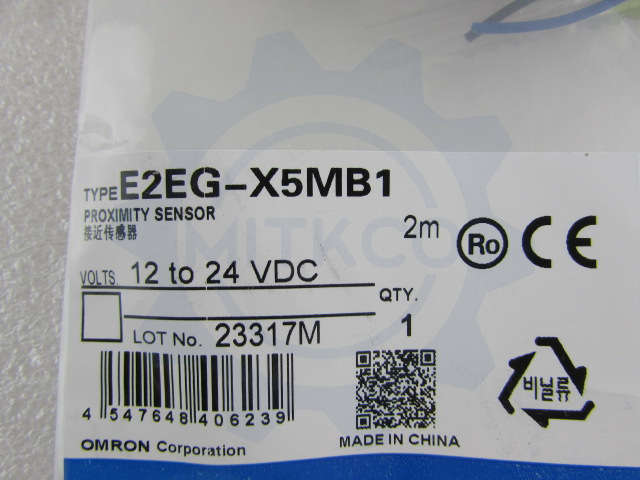 TYPE E2EG-X5MB1
PROXIMITY SENSOR
接近传感器
2m
Ro CE
MITKCO
VOLTS. 12 to 24 VDC
QTY.
1
LOT No. 23317M
4 547648 406239
비닐류
OMRON Corporation
MADE IN CHINA